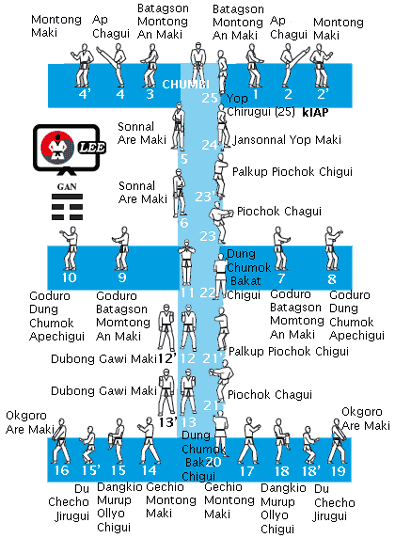 Montong
Maki
Ap
Chagui
Batagson
Montong
An Maki
Batagson
Montong
An Maki
Ap
Chagui
Montong
Maki
CHUMBI
4'
4
3
25
1
2
2'
Yop
Chirugui (25) kIAP
Sonnal
Are Maki
5
24
Jansonnal Yop Maki
LEE
GAN
Sonnal
Are Maki
6
23'
Palkup Piochok Chigui
23
Piochok Chagui
10
9
11
22
Dung
Chumok
Bakat
Chigui
7
8
Goduro
Dung
Chumok
Apechigui
Goduro
Batagson
Momtong
An Maki
Goduro
Batagson
Momtong
An Maki
Goduro
Dung
Chumok
Apechigui
Dubong Gawi Maki
12'
12
21'
Palkup Piochok Chigui
Dubong Gawi Maki
13'
13
21
Piochok Chagui
Okgoro
Are Maki
Dung
Chumok
Bakat
Chigui
Okgoro
Are Maki
16
15'
15
14
20
17
18
18'
19
Du
Checho
Jirugui
Dangkio
Murup
Ollyo
Chigui
Gechio
Montong
Maki
Gechio
Montong
Maki
Dangkio
Murup
Ollyo
Chigui
Du
Checho
Jirugui